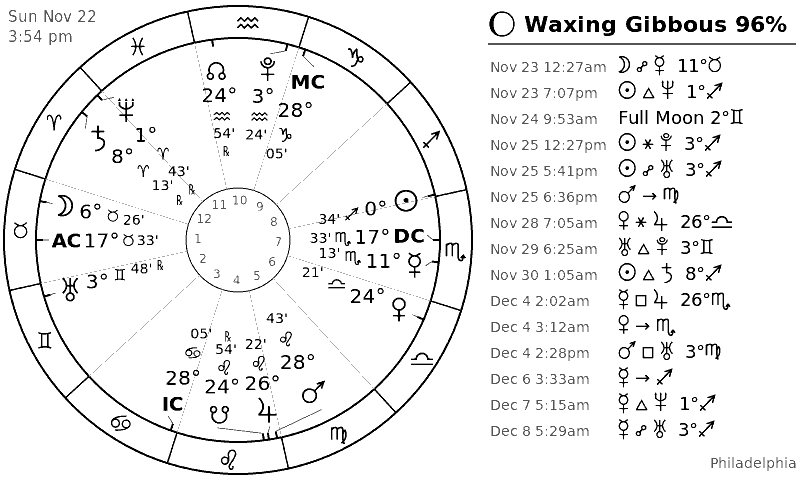 Sun Nov 22
3:54 pm
Waxing Gibbous 96%
Nov 23 12:27am ☽ ☍ ☿ 11°♉
Nov 23 7:07pm ☉ △ ♆ 1°♐
Nov 24 9:53am Full Moon 2°♊
Nov 25 12:27pm ☉ ⚹ ♇ 3°♐
Nov 25 5:41pm ☉ ☍ ♅ 3°♐
Nov 25 6:36pm ♂ → ♍
Nov 28 7:05am ♀ ⚹ ♃ 26°♎
Nov 29 6:25am ♅ △ ♇ 3°♊
Nov 30 1:05am ☉ △ ♄ 8°♐
Dec 4 2:02am ☿ □ ♃ 26°♏
Dec 4 3:12am ♀ → ♏
Dec 4 2:28pm ♂ □ ♅ 3°♍
Dec 6 3:33am ☿ → ♐
Dec 7 5:15am ☿ △ ♆ 1°♐
Dec 8 5:29am ☿ ☍ ♅ 3°♐
Philadelphia
♒
♓
♑
♈
♐
♉
♏
♊
♎
♋
♍
♌
☊ 24° ♒ 54' ℞
♇ 3° ♒ 24'
MC 28° ♑ 05'
♆ 1° ♈ 43' ℞
♄ 8° ♈ 13' ℞
☽ 6° ♉ 26'
AC 17° ♉ 33'
♅ 3° ♊ 48' ℞
☉ 0° ♐ 34'
DC 17° ♏ 33'
☿ 11° ♏ 13'
♀ 24° ♎ 21'
IC 28° ♋ 05'
☋ 24° ♌ 54' ℞
♃ 26° ♌ 22'
♂ 28° ♌ 43'
1
2
3
4
5
6
7
8
9
10
11
12